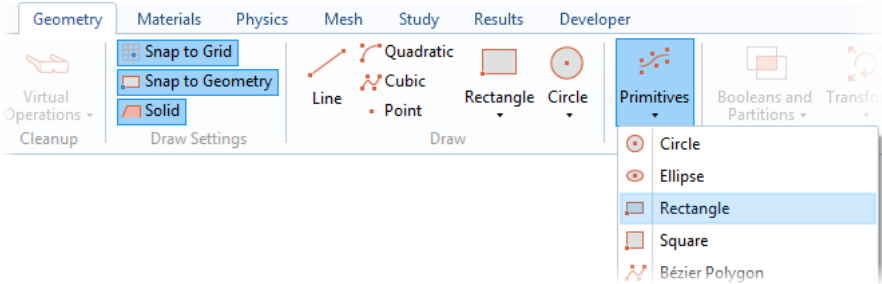 Geometry Materials Physics Mesh Study Results Developer
Virtual Operations
Cleanup
Snap to Grid
Snap to Geometry
Solid
Draw Settings
Line
Quadratic
Cubic
Point
Rectangle
Circle
Draw
Primitives
Booleans and Partitions
Transfo
Circle
Ellipse
Rectangle
Square
Bézier Polygon